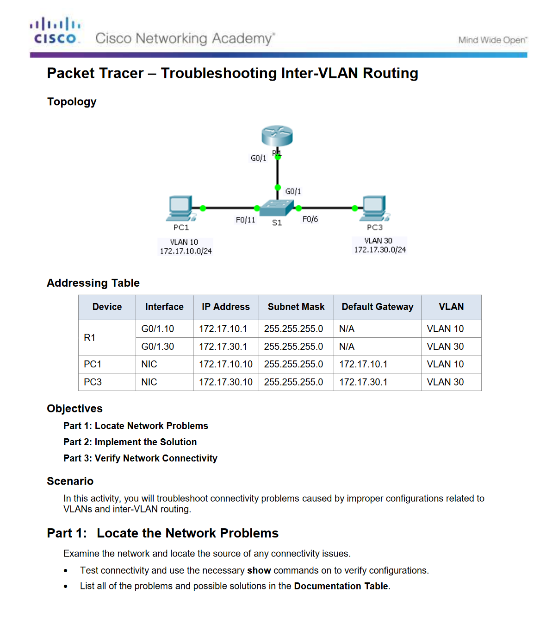 CISCO Cisco Networking Academy® Mind Wide Open™
Packet Tracer – Troubleshooting Inter-VLAN Routing
Topology
R1
G0/1
G0/1
F0/11 S1 F0/6
PC1 PC3
VLAN 10 VLAN 30
172.17.10.0/24 172.17.30.0/24
Addressing Table
Device Interface IP Address Subnet Mask Default Gateway VLAN
R1 G0/1.10 172.17.10.1 255.255.255.0 N/A VLAN 10
G0/1.30 172.17.30.1 255.255.255.0 N/A VLAN 30
PC1 NIC 172.17.10.10 255.255.255.0 172.17.10.1 VLAN 10
PC3 NIC 172.17.30.10 255.255.255.0 172.17.30.1 VLAN 30
Objectives
Part 1: Locate Network Problems
Part 2: Implement the Solution
Part 3: Verify Network Connectivity
Scenario
In this activity, you will troubleshoot connectivity problems caused by improper configurations related to
VLANs and inter-VLAN routing.
Part 1: Locate the Network Problems
Examine the network and locate the source of any connectivity issues.
• Test connectivity and use the necessary show commands on to verify configurations.
• List all of the problems and possible solutions in the Documentation Table.